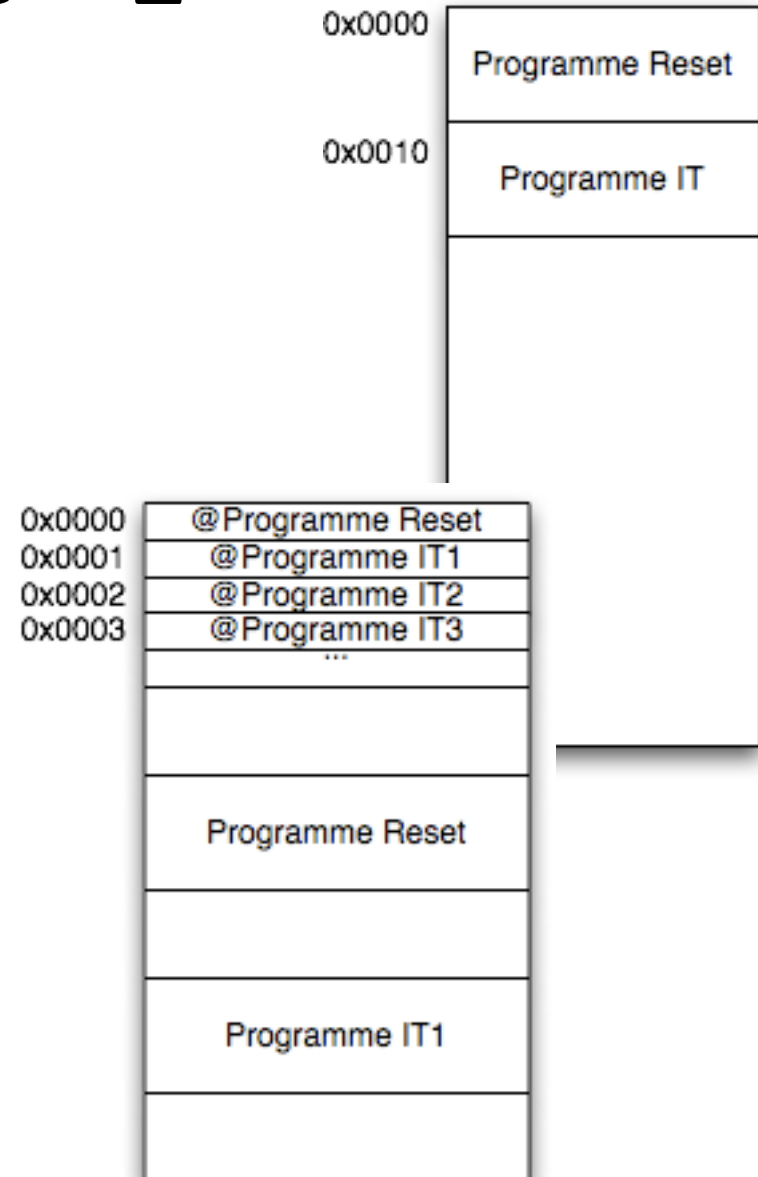 0x0000
Programme Reset
0x0010
Programme IT
0x0000 @Programme Reset
0x0001 @Programme IT1
0x0002 @Programme IT2
0x0003 @Programme IT3
...
Programme Reset
Programme IT1